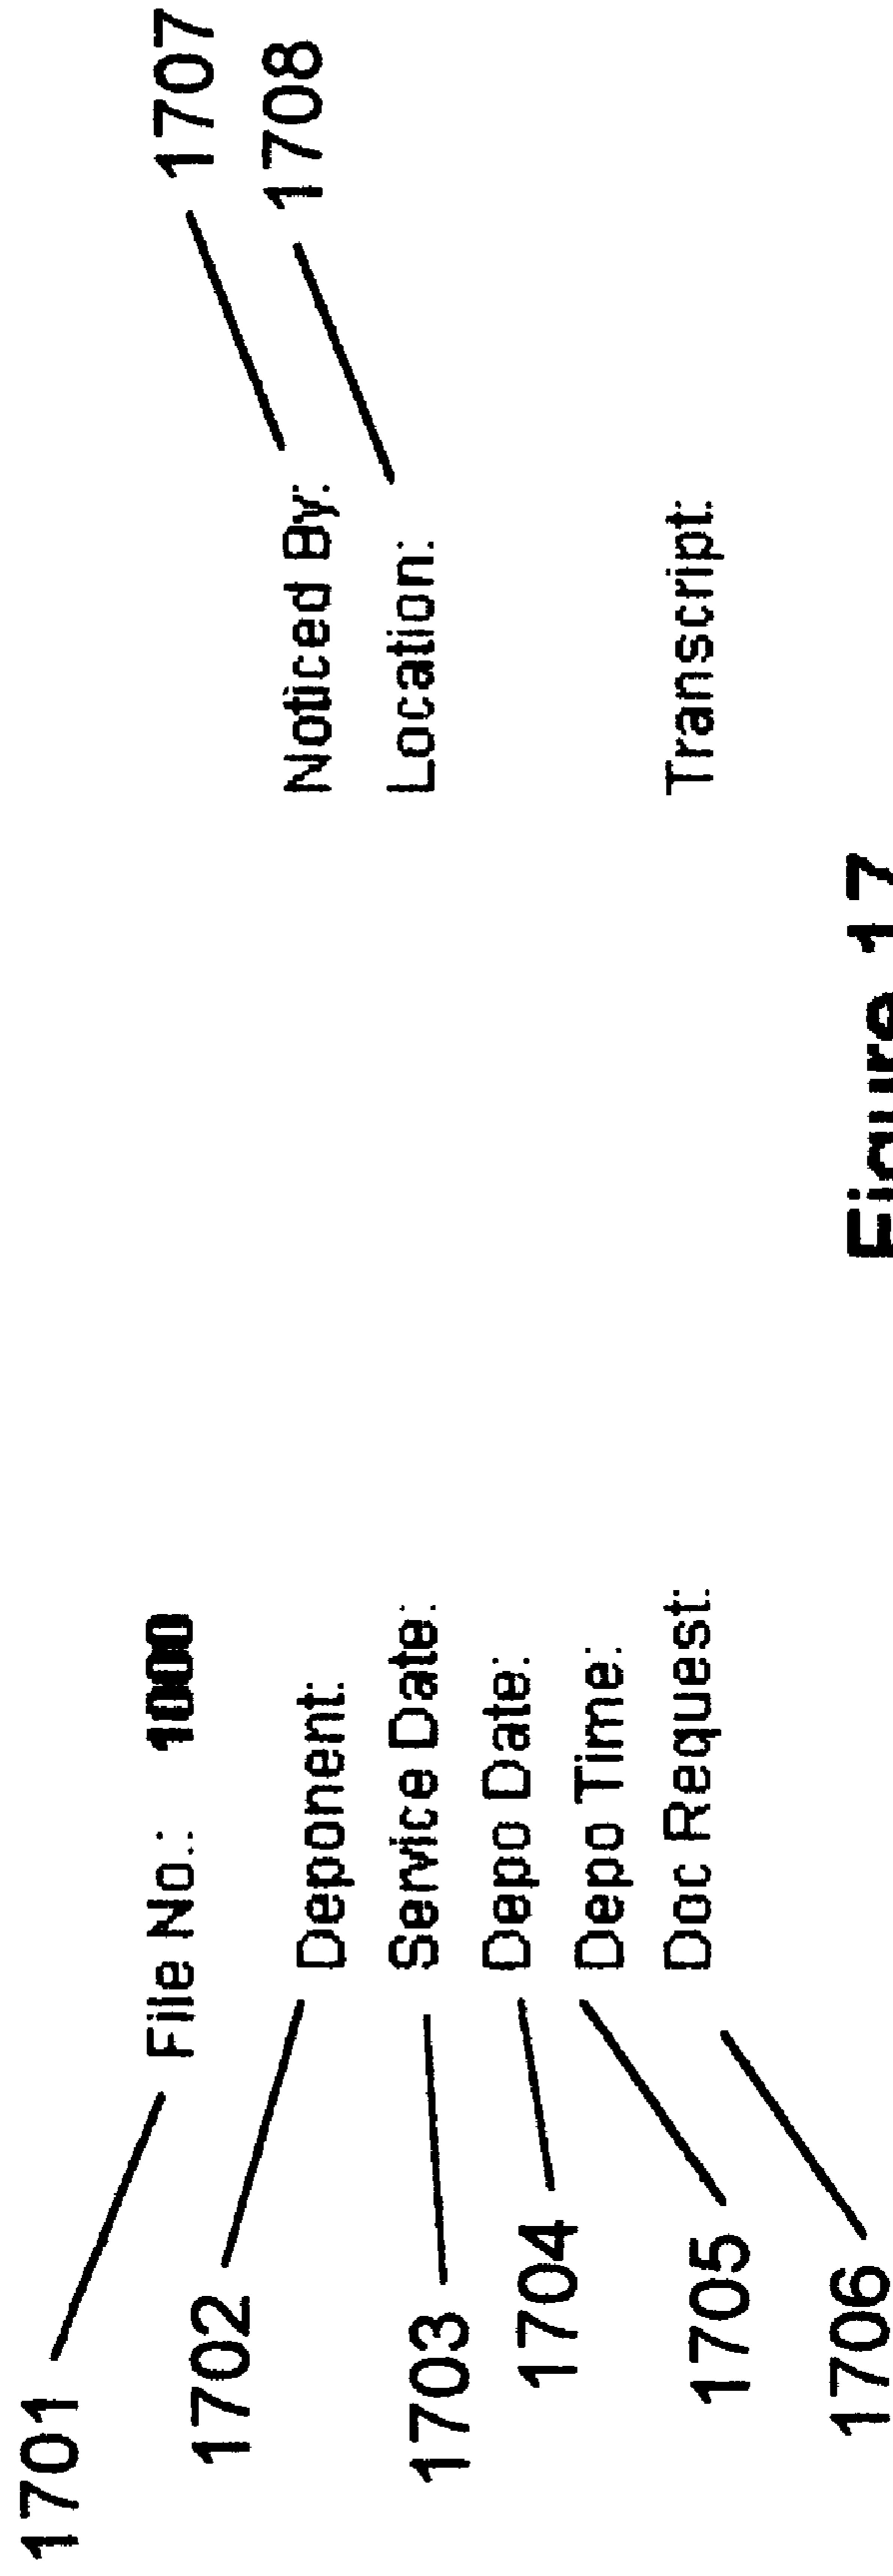 1701
File No.: 1000
1707
1702
Deponent:
Noticed By:
1708
1703
Service Date:
Location:
1704
Depo Date:
1705
Depo Time:
1706
Doc Request:
Transcript:
Figure 17